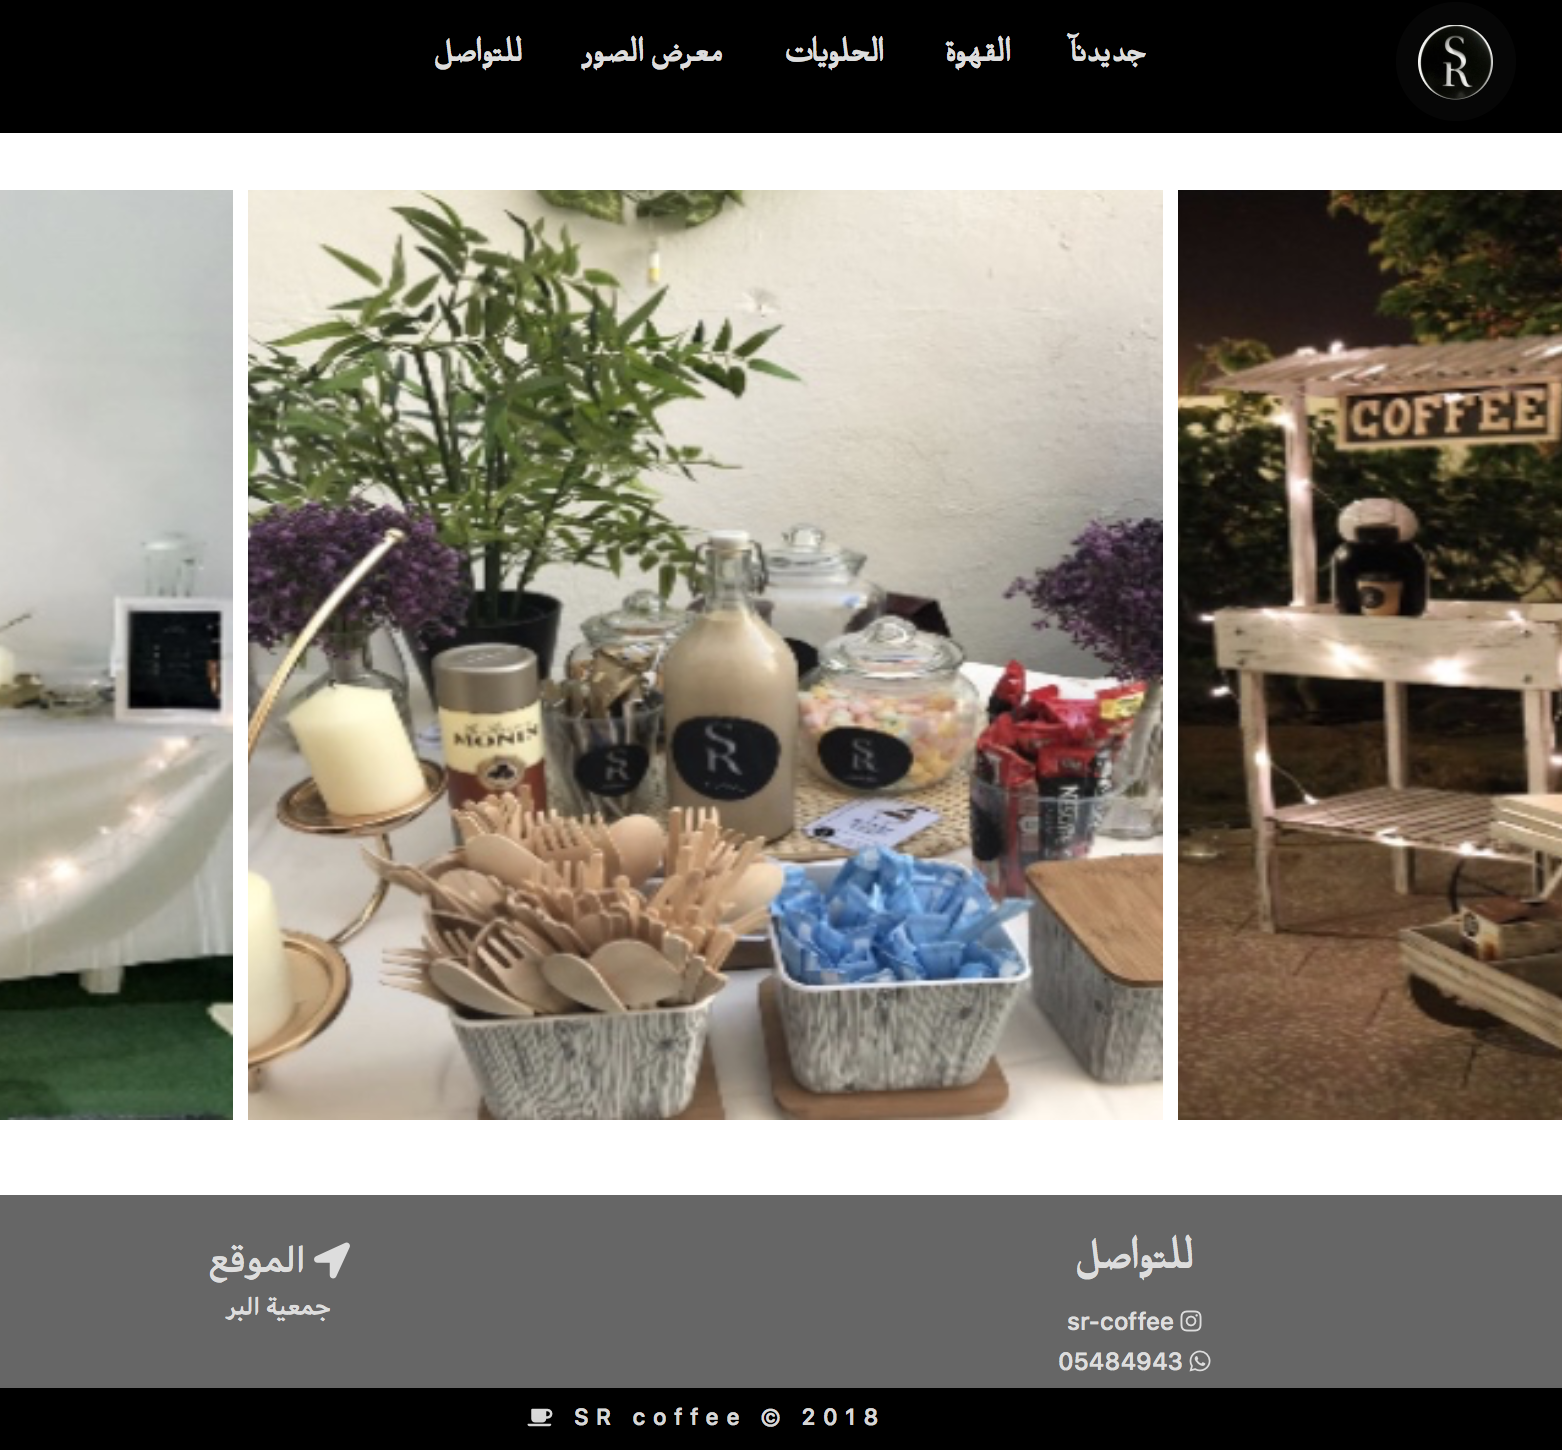 SR
جديدنآ
القهوة
الحلويات
معرض الصور
للتواصل
COFFEE
MONIN
SR
SR
SR
للتواصل
sr-coffee
05484943
الموقع
جمعية البر
SR coffee © 2018